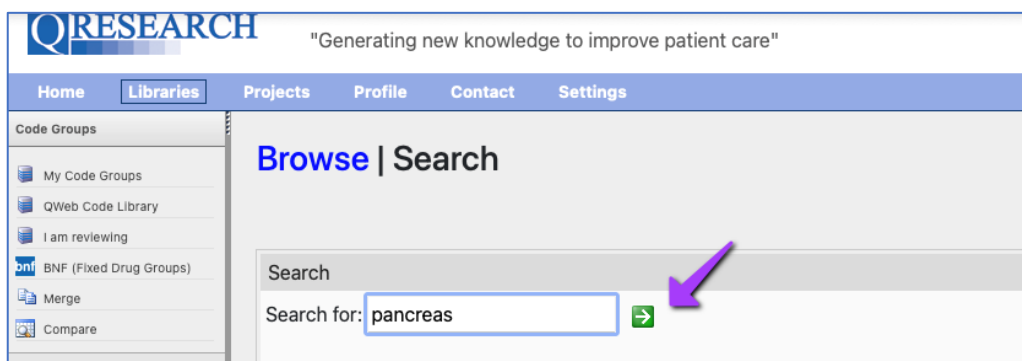 QRESEARCH
"Generating new knowledge to improve patient care"
Home Libraries Projects Profile Contact Settings
Code Groups
My Code Groups
QWeb Code Library
I am reviewing
bnf BNF (Fixed Drug Groups)
Merge
Compare
Browse | Search
Search
Search for: pancreas